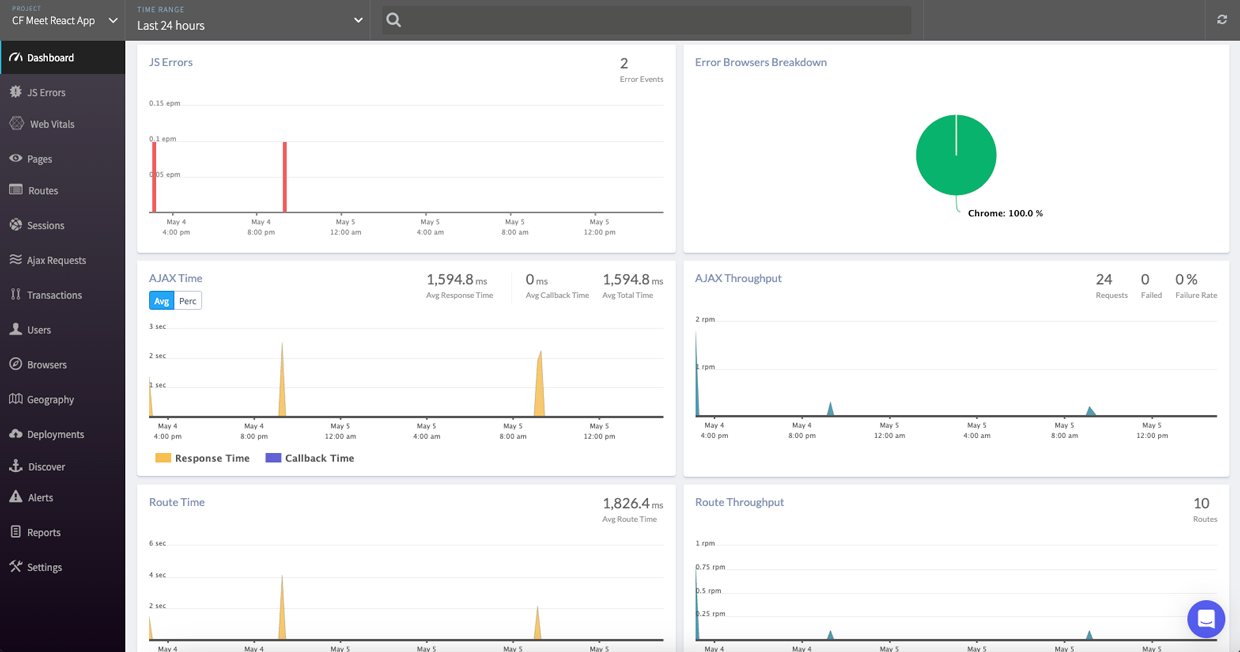 PROJECT
CF Meet React App
TIME RANGE
Last 24 hours
Dashboard
JS Errors
Web Vitals
Pages
Routes
Sessions
Ajax Requests
Transactions
Users
Browsers
Geography
Deployments
Discover
Alerts
Reports
Settings
JS Errors
2
Error Events
0.15 epm
0.1 epm
0.05 epm
May 4 May 4 May 5 May 5 May 5 May 5
4:00 pm 8:00 pm 12:00 am 4:00 am 8:00 am 12:00 pm
Error Browsers Breakdown
Chrome: 100.0 %
AJAX Time
Avg Perc
1,594.8 ms 0 ms 1,594.8 ms
Avg Response Time Avg Callback Time Avg Total Time
3 sec
2 sec
1 sec
May 4 May 4 May 5 May 5 May 5 May 5
4:00 pm 8:00 pm 12:00 am 4:00 am 8:00 am 12:00 pm
Response Time Callback Time
AJAX Throughput
24 0 0 %
Requests Failed Failure Rate
2 rpm
1 rpm
May 4 May 4 May 5 May 5 May 5 May 5
4:00 pm 8:00 pm 12:00 am 4:00 am 8:00 am 12:00 pm
Route Time
1,826.4 ms
Avg Route Time
6 sec
4 sec
2 sec
May 4 May 4 May 5 May 5 May 5 May 5
Route Throughput
10
Routes
1 rpm
0.75 rpm
0.5 rpm
0.25 rpm
May 4 May 4 May 5 May 5 May 5 May 5